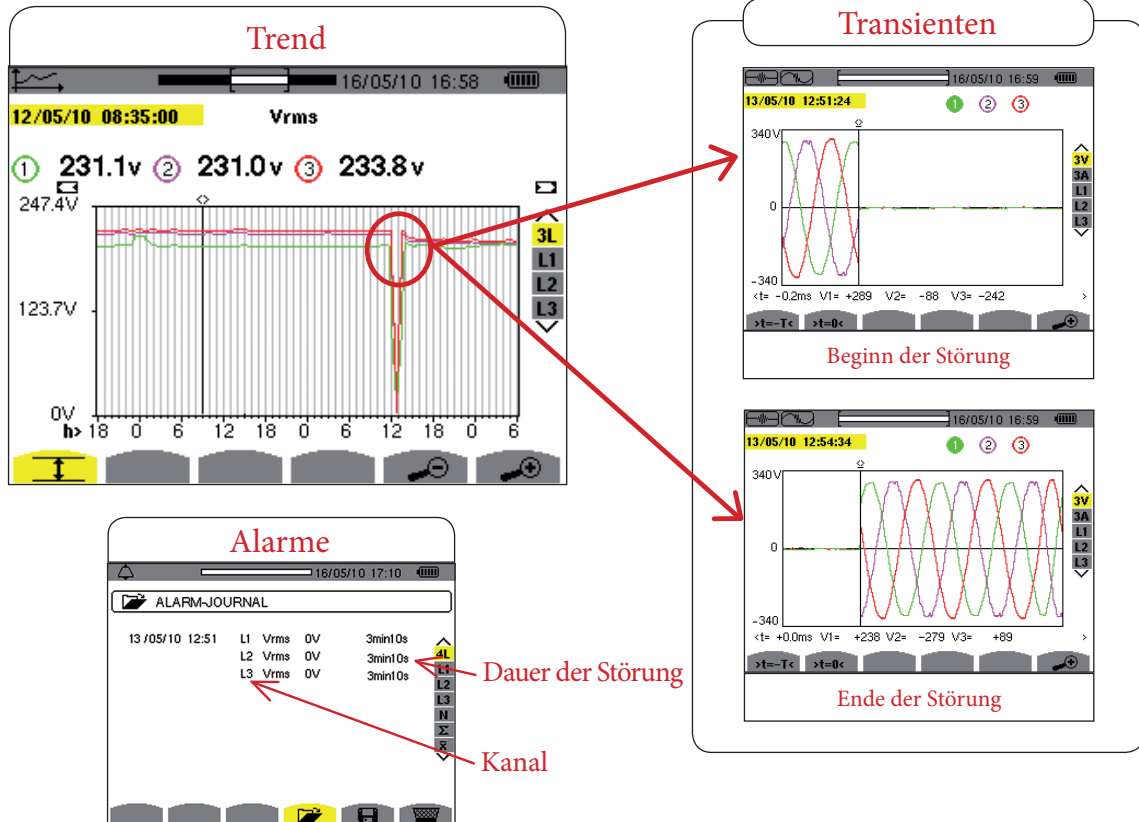 Trend
16/05/10 16:58
12/05/10 08:35:00 Vrms
1 231.1v 2 231.0v 3 233.8v
247.4V
123.7V
0V
h> 18 0 6 12 18 0 6 12 18 0 6
3L
L1
L2
L3
Transienten
16/05/10 16:59
13/05/10 12:51:24 1 2 3
340V
0
-340
3V
3A
L1
L2
L3
<t= -0.2ms V1= +289 V2= -88 V3= -242 >
>t=-T< >t=0<
Beginn der Störung
16/05/10 16:59
13/05/10 12:54:34 1 2 3
340V
0
-340
3V
3A
L1
L2
L3
<t= +0.0ms V1= +238 V2= -279 V3= +89 >
>t=-T< >t=0<
Ende der Störung
Alarme
16/05/10 17:10
ALARM-JOURNAL
13/05/10 12:51 L1 Vrms 0V 3min10s
L2 Vrms 0V 3min10s
L3 Vrms 0V 3min10s
4L
L1
L2
L3
N
Σ
x̄
Dauer der Störung
Kanal